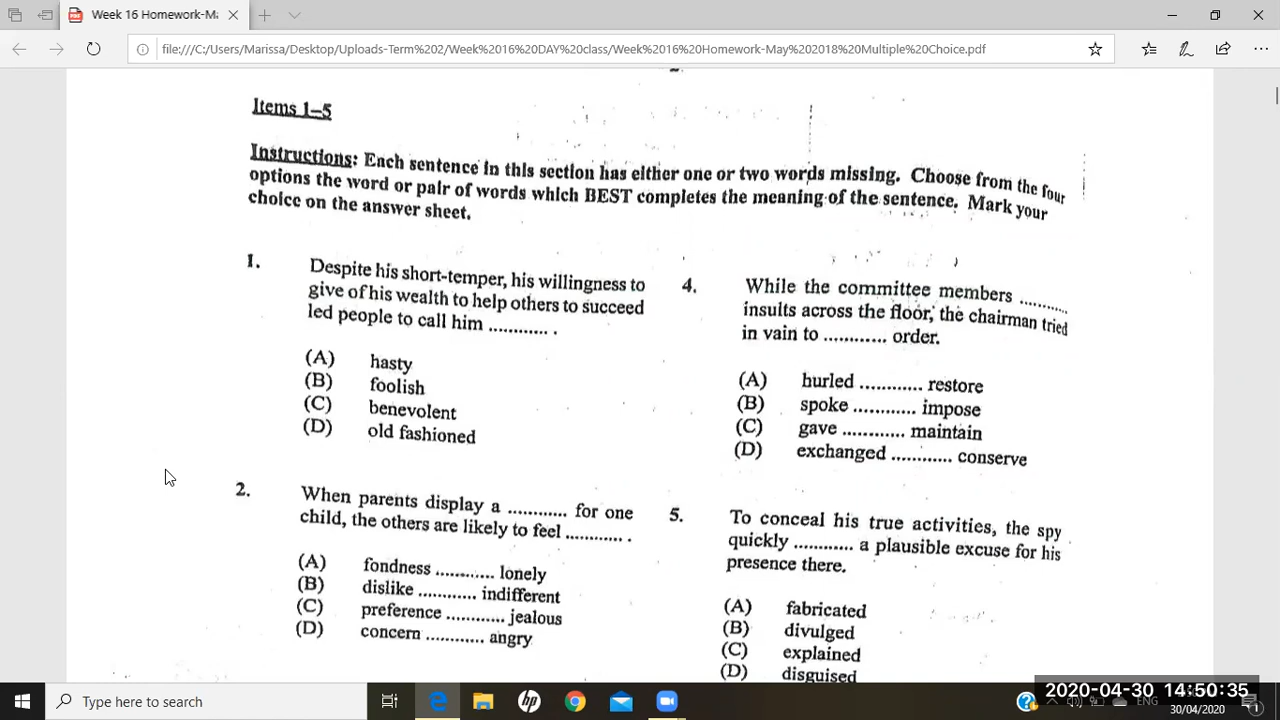 Week 16 Homework-Ma
file:///C:/Users/Marissa/Desktop/Uploads-Term%202/Week%2016%20DAY%20class/Week%2016%20Homework-May%202018%20Multiple%20Choice.pdf
Items 1–5
Instructions: Each sentence in this section has either one or two words missing. Choose from the four
options the word or pair of words which BEST completes the meaning of the sentence. Mark your
choice on the answer sheet.
1.
Despite his short-temper, his willingness to
give of his wealth to help others to succeed
led people to call him ............ .
(A) hasty
(B) foolish
(C) benevolent
(D) old fashioned
2.
When parents display a ............ for one
child, the others are likely to feel ............ .
(A) fondness ............ lonely
(B) dislike ............ indifferent
(C) preference ............ jealous
(D) concern ............ angry
4.
While the committee members ..........
insults across the floor, the chairman tried
in vain to ............ order.
(A) hurled ............ restore
(B) spoke ............ impose
(C) gave ............ maintain
(D) exchanged ............ conserve
5.
To conceal his true activities, the spy
quickly ............ a plausible excuse for his
presence there.
(A) fabricated
(B) divulged
(C) explained
(D) disguised
Type here to search
hp
ENG
2020-04-30 14:50:35
30/04/2020